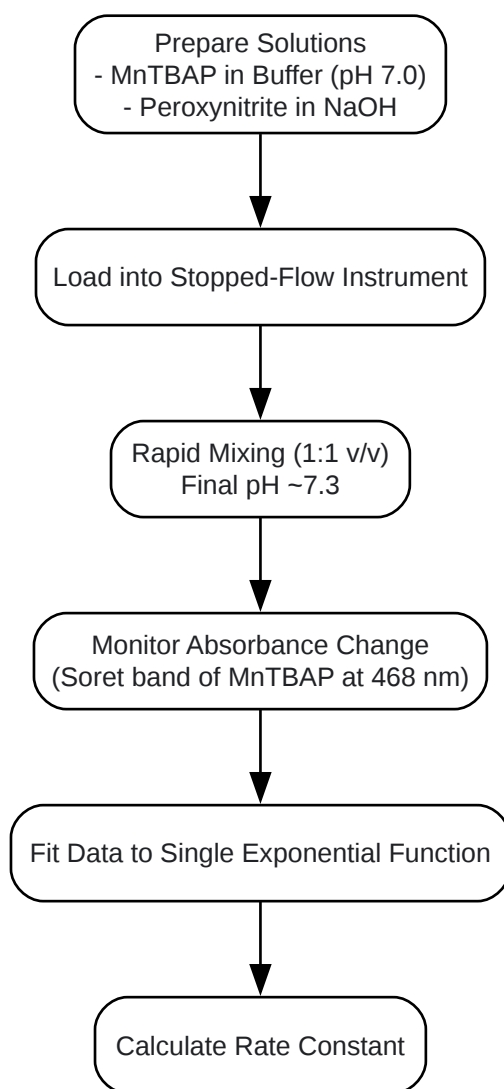 Prepare Solutions
- MnTBAP in Buffer (pH 7.0)
- Peroxynitrite in NaOH
Load into Stopped-Flow Instrument
Rapid Mixing (1:1 v/v)
Final pH ~7.3
Monitor Absorbance Change
(Soret band of MnTBAP at 468 nm)
Fit Data to Single Exponential Function
Calculate Rate Constant